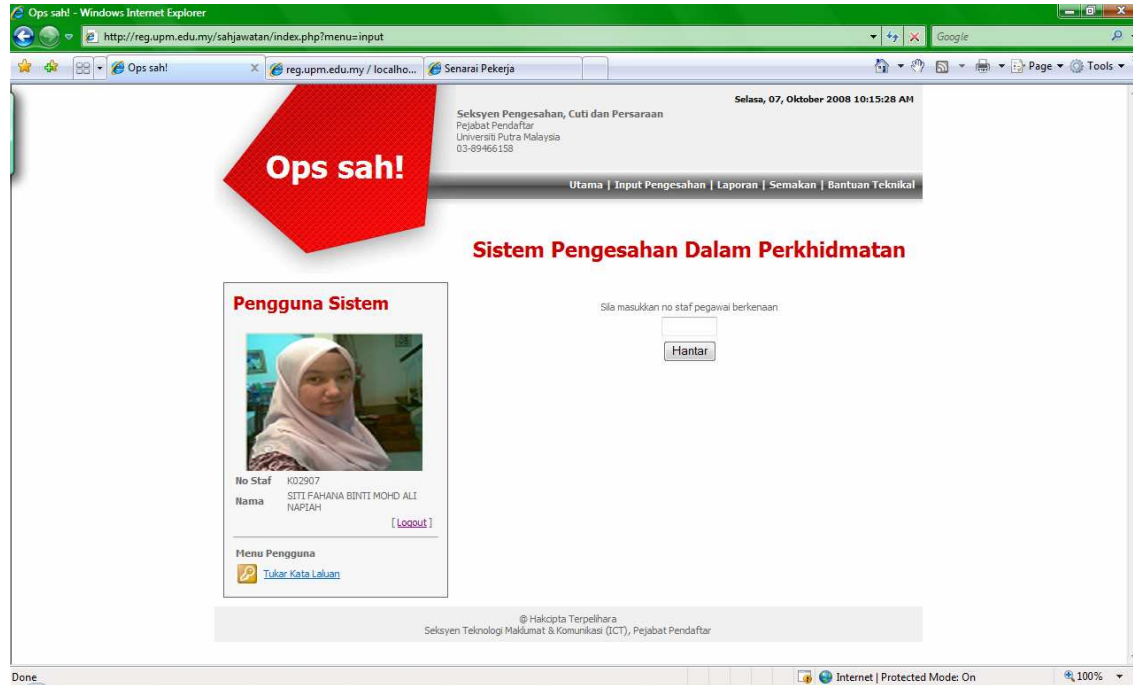 Ops sah! - Windows Internet Explorer
http://reg.upm.edu.my/sahjawatan/index.php?menu=input
Google
Ops sah!
reg.upm.edu.my / localho...
Senarai Pekerja
Page
Tools
Selasa, 07, Oktober 2008 10:15:28 AM
Seksyen Pengesahan, Cuti dan Persaraan
Pejabat Pendaftar
Universiti Putra Malaysia
03-89466158
Ops sah!
Utama | Input Pengesahan | Laporan | Semakan | Bantuan Teknikal
Sistem Pengesahan Dalam Perkhidmatan
Pengguna Sistem
Sila masukkan no staf pegawai berkenaan
Hantar
No Staf K02907
Nama SITI FAHANA BINTI MOHD ALI
NAPIAH
[ Logout ]
Menu Pengguna
Tukar Kata Laluan
@ Hakcipta Terpelihara
Seksyen Teknologi Maklumat & Komunikasi (ICT), Pejabat Pendaftar
Done
Internet | Protected Mode: On
100%